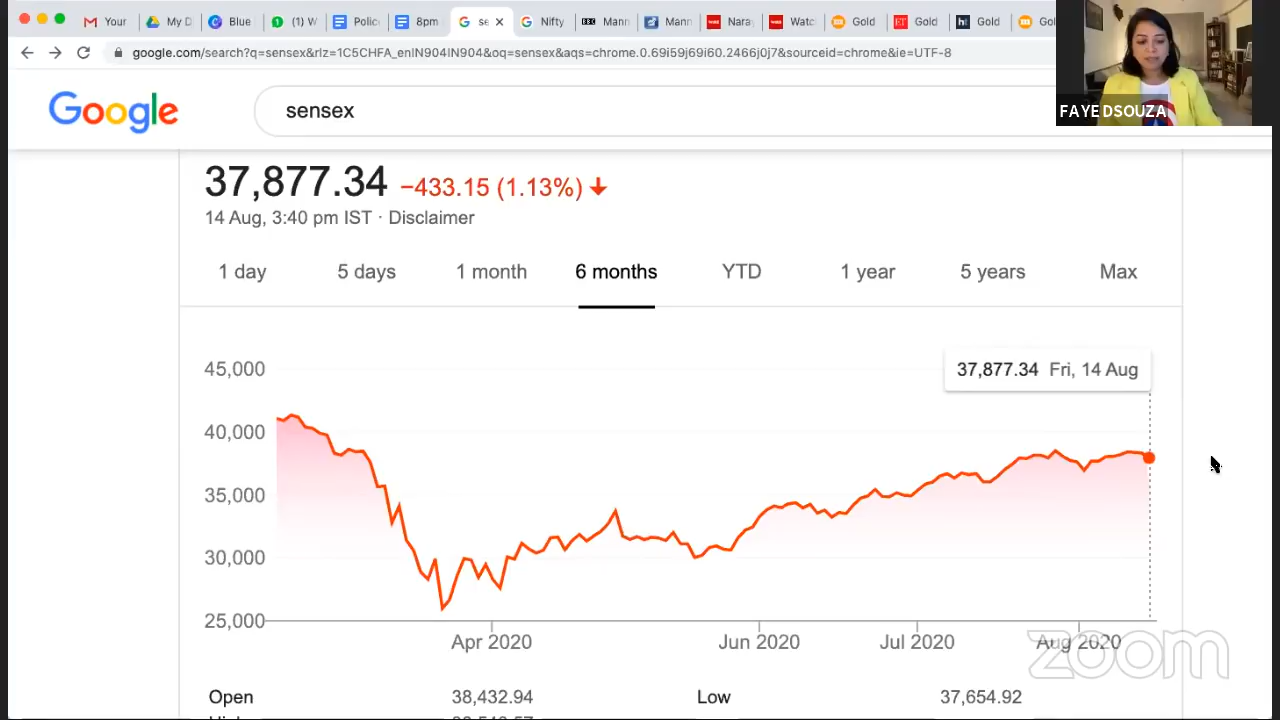 Your My D Blue (W Polic 8pm se Nifty Mann Mann Nara Watc Gold Gold Gold Gol
google.com/search?q=sensex&rlz=1C5CHFA_enIN904IN904&oq=sensex&aqs=chrome.0.69i59j69i60.2466j0j7&sourceid=chrome&ie=UTF-8
FAYE DSOUZA
Google
sensex
37,877.34 −433.15 (1.13%)
14 Aug, 3:40 pm IST · Disclaimer
1 day 5 days 1 month 6 months YTD 1 year 5 years Max
37,877.34 Fri, 14 Aug
45,000
40,000
35,000
30,000
25,000
Apr 2020 Jun 2020 Jul 2020 Aug 2020
zoom
Open 38,432.94 Low 37,654.92